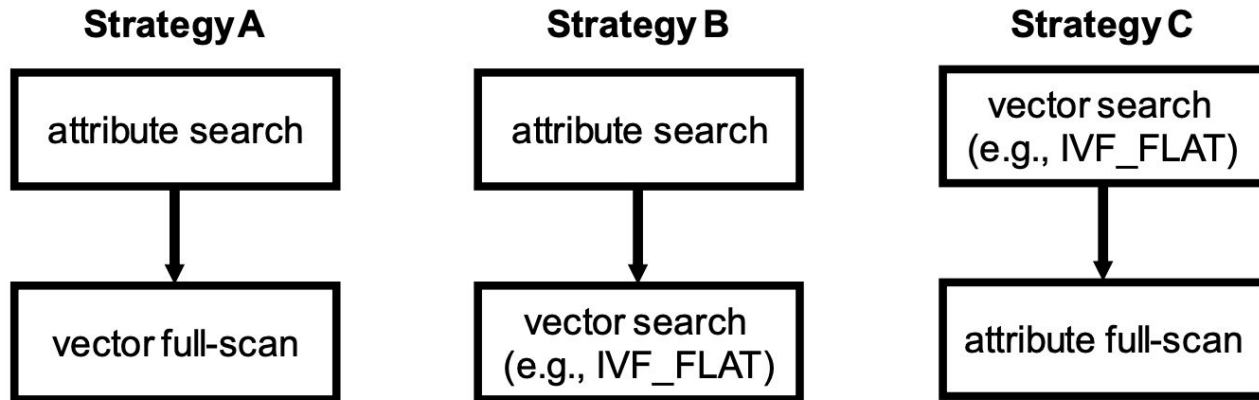 Strategy A
attribute search
vector full-scan
Strategy B
attribute search
vector search
(e.g., IVF_FLAT)
Strategy C
vector search
(e.g., IVF_FLAT)
attribute full-scan